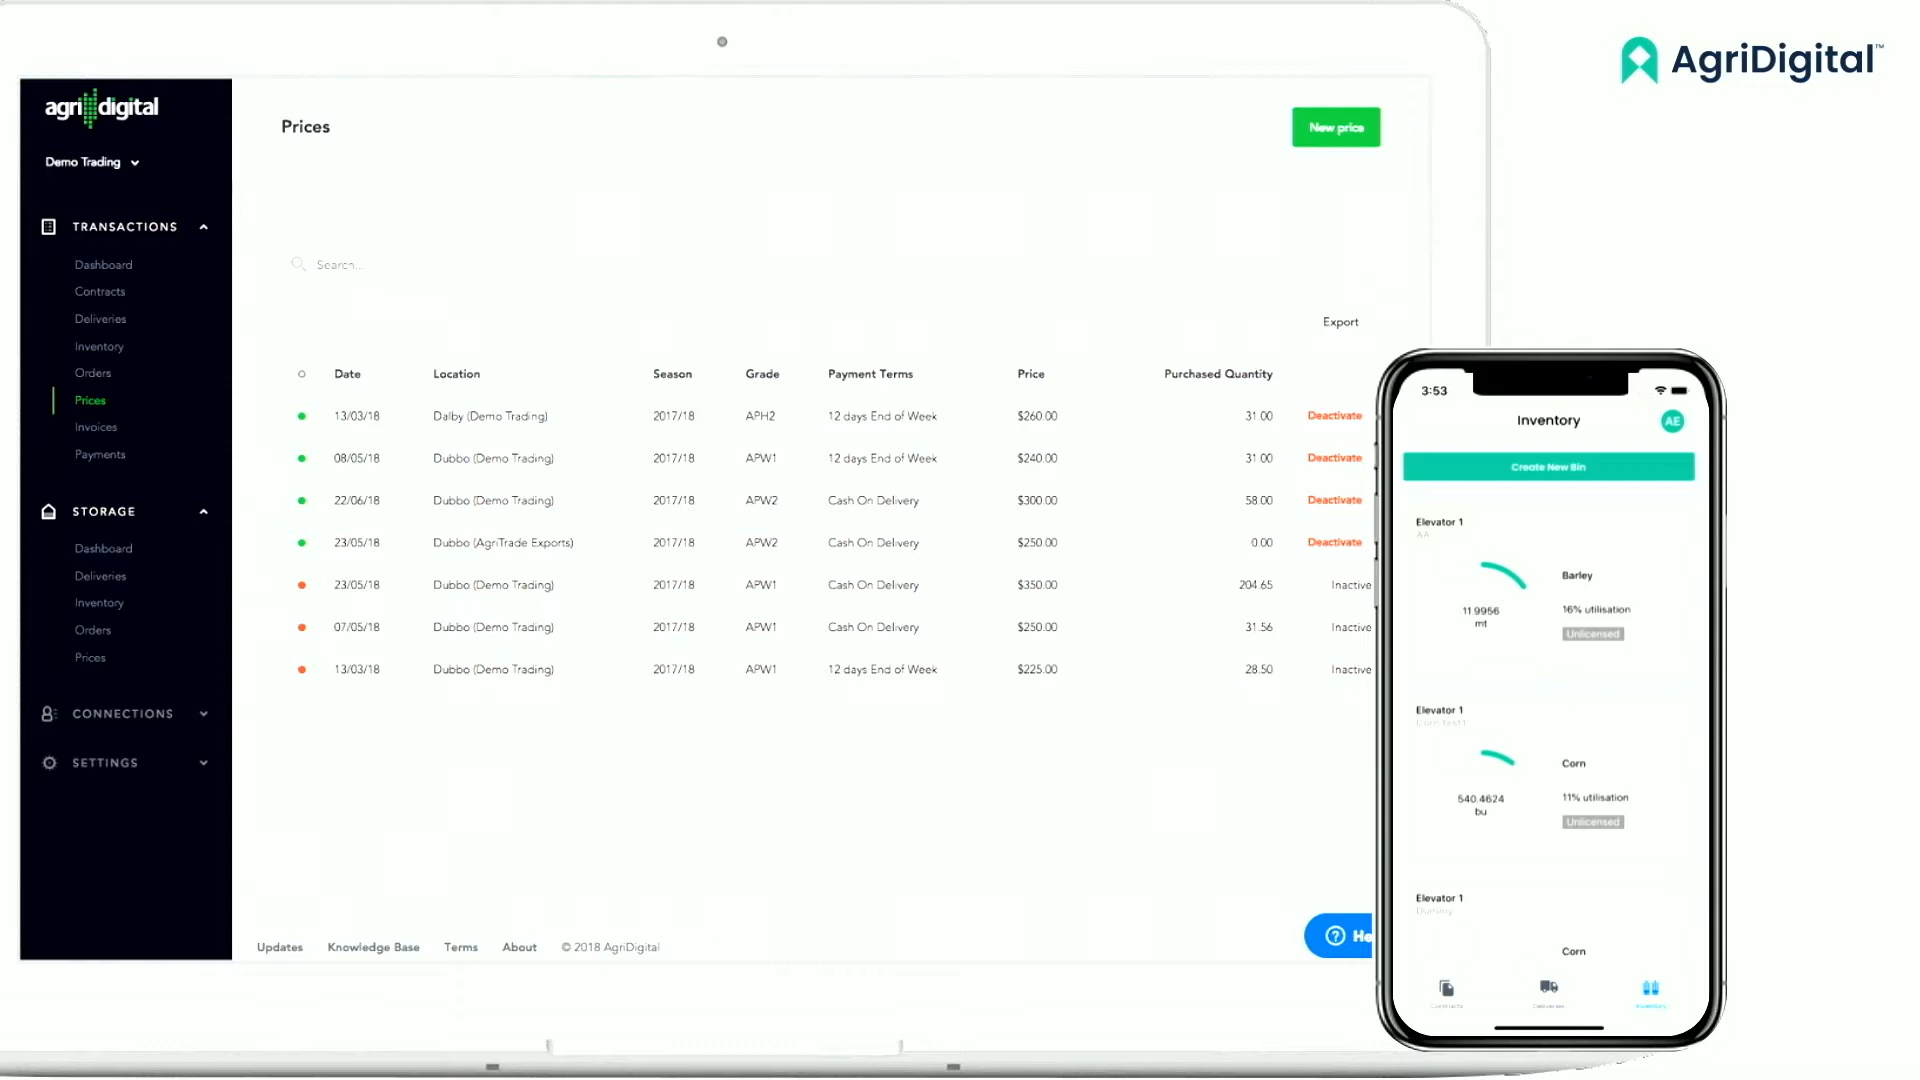 AgriDigital™
agridigital
Demo Trading
TRANSACTIONS
Dashboard
Contracts
Deliveries
Inventory
Orders
Prices
Invoices
Payments
STORAGE
Dashboard
Deliveries
Inventory
Orders
Prices
CONNECTIONS
SETTINGS
Prices
New price
Search...
Export
Date Location Season Grade Payment Terms Price Purchased Quantity
13/03/18 Dalby (Demo Trading) 2017/18 APH2 12 days End of Week $260.00 31.00 Deactivate
08/05/18 Dubbo (Demo Trading) 2017/18 APW1 12 days End of Week $240.00 31.00 Deactivate
22/06/18 Dubbo (Demo Trading) 2017/18 APW2 Cash On Delivery $300.00 58.00 Deactivate
23/05/18 Dubbo (AgriTrade Exports) 2017/18 APW2 Cash On Delivery $250.00 0.00 Deactivate
23/05/18 Dubbo (Demo Trading) 2017/18 APW1 Cash On Delivery $350.00 204.65 Inactive
07/05/18 Dubbo (Demo Trading) 2017/18 APW1 Cash On Delivery $250.00 31.56 Inactive
13/03/18 Dubbo (Demo Trading) 2017/18 APW1 12 days End of Week $225.00 28.50 Inactive
Updates Knowledge Base Terms About © 2018 AgriDigital
He
3:53
Inventory
AE
Create New Bin
Elevator 1
AA
Barley
11.9956
mt
16% utilisation
Unlicensed
Elevator 1
Corn test1
Corn
540.4624
bu
11% utilisation
Unlicensed
Elevator 1
Dummy
Corn
Contracts Deliveries Inventory